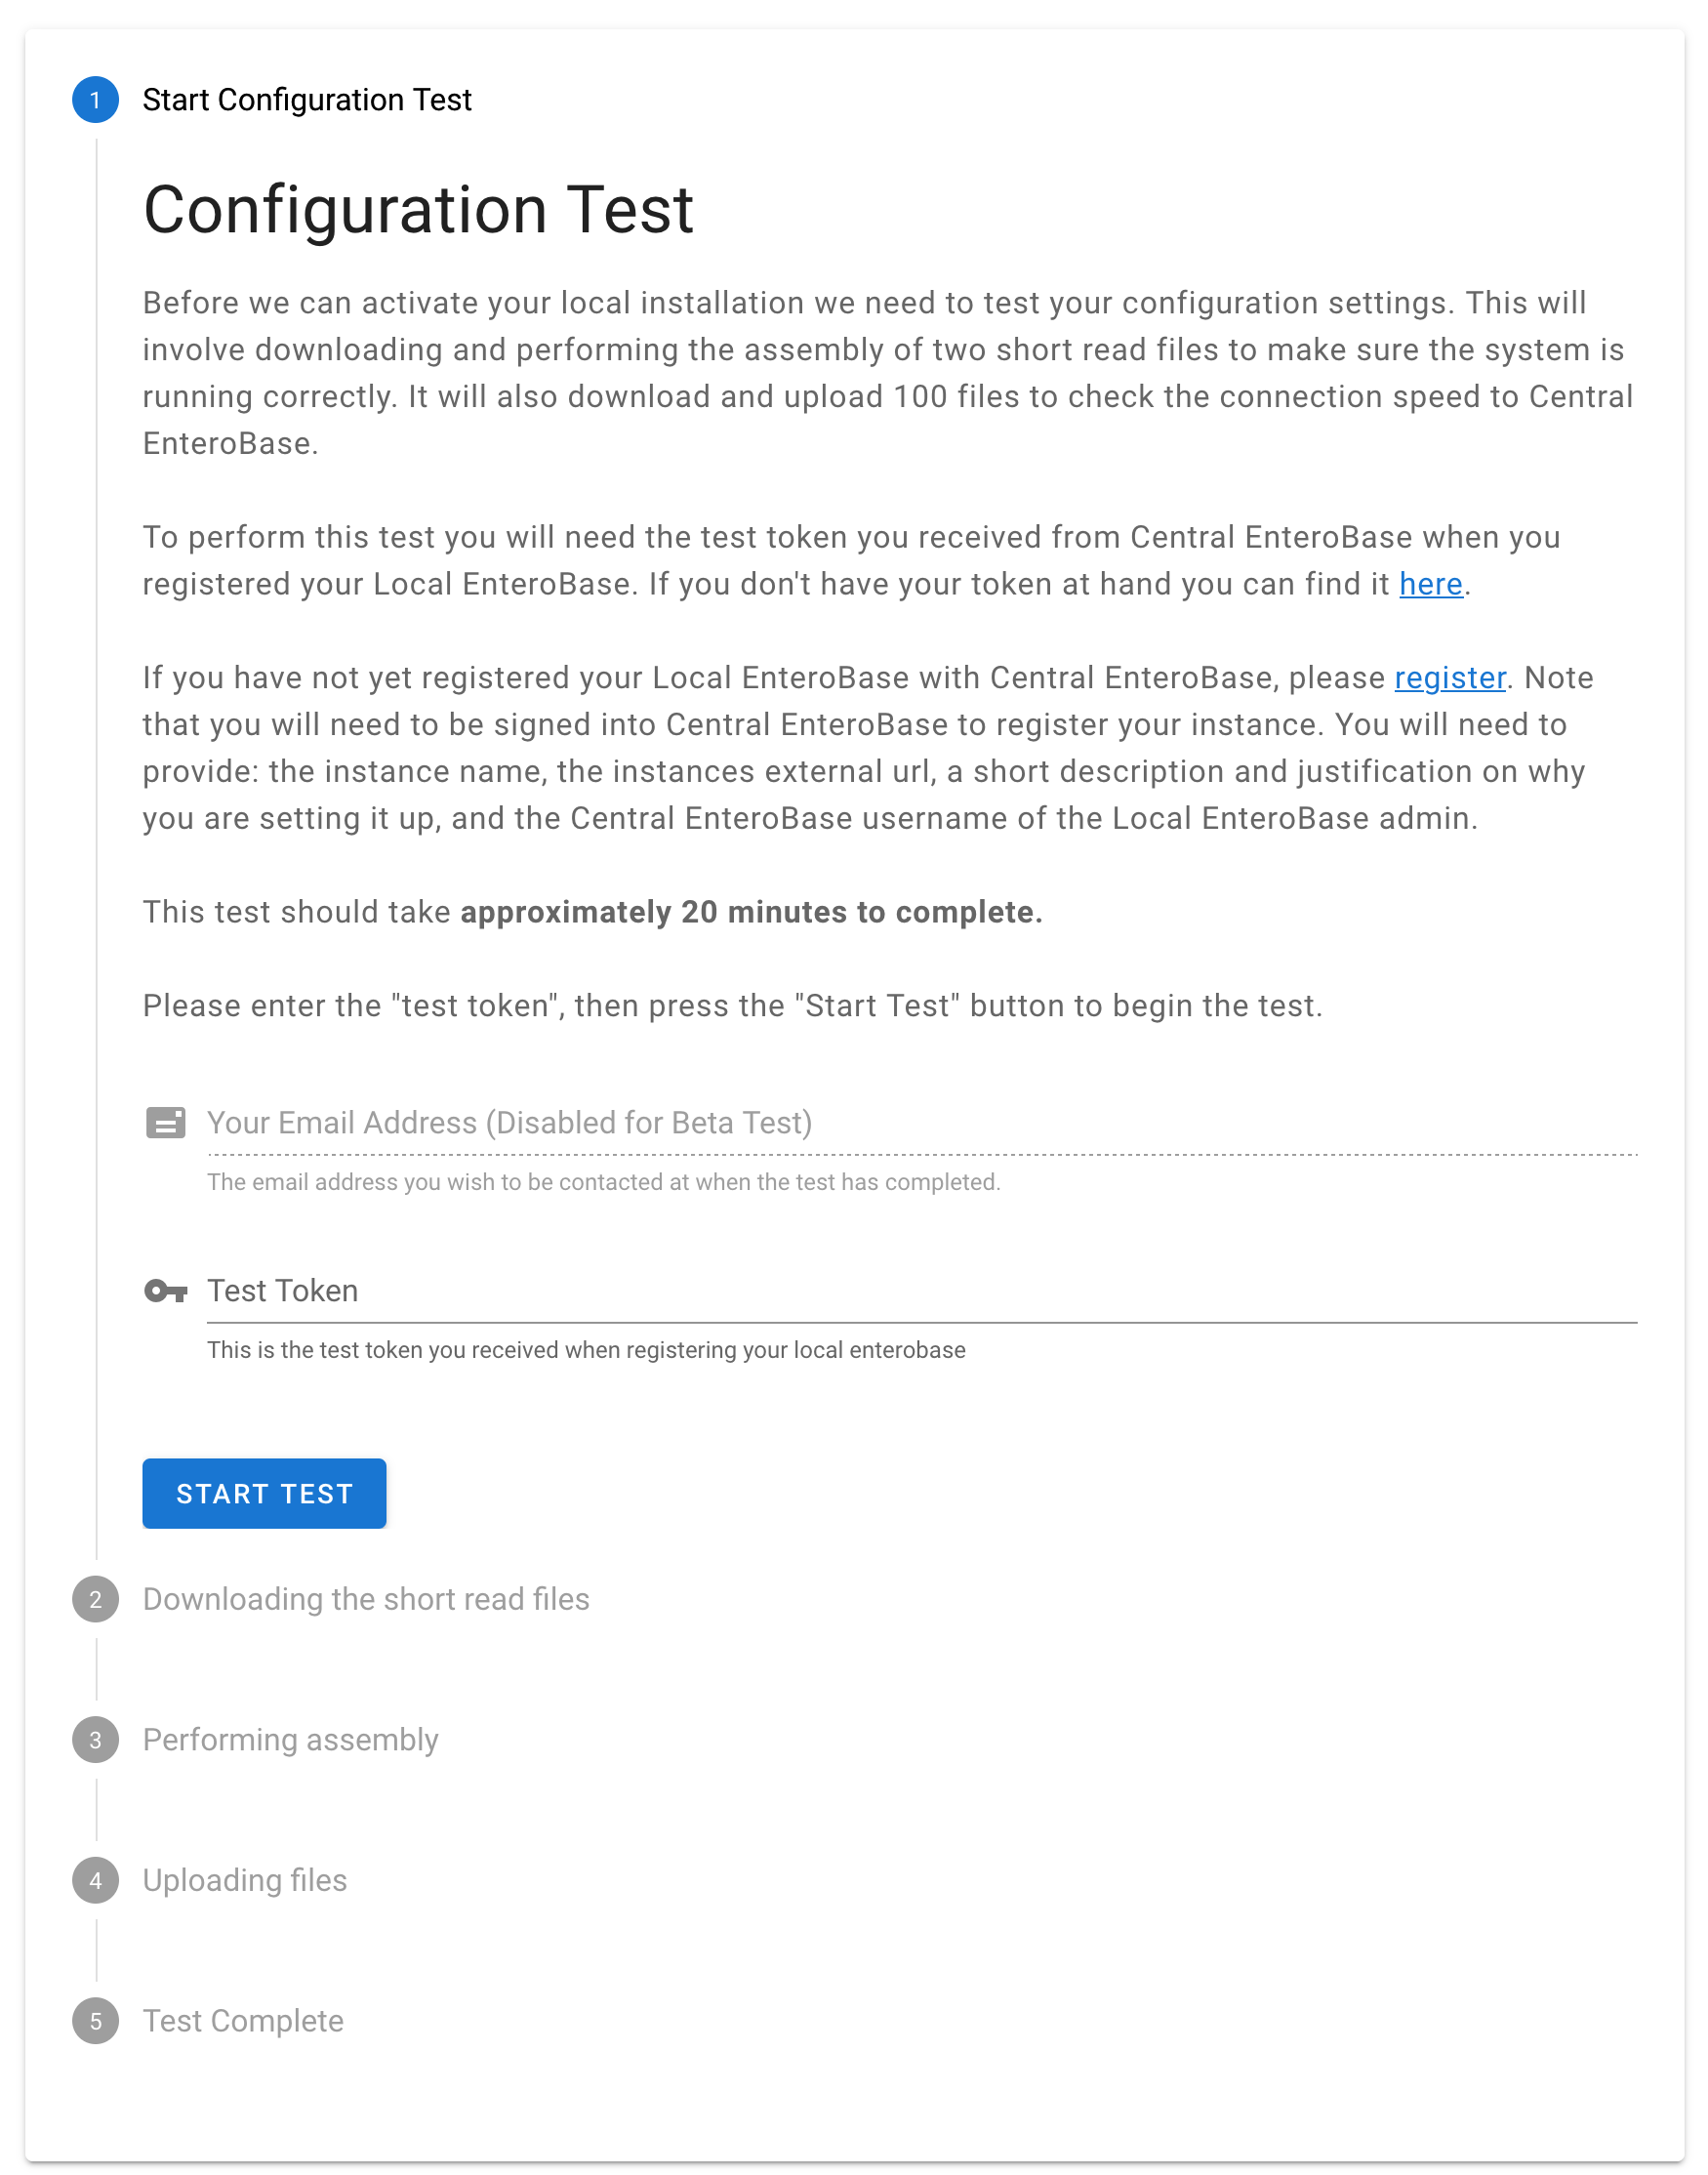 1 Start Configuration Test
Configuration Test
Before we can activate your local installation we need to test your configuration settings. This will
involve downloading and performing the assembly of two short read files to make sure the system is
running correctly. It will also download and upload 100 files to check the connection speed to Central
EnteroBase.
To perform this test you will need the test token you received from Central EnteroBase when you
registered your Local EnteroBase. If you don't have your token at hand you can find it here.
If you have not yet registered your Local EnteroBase with Central EnteroBase, please register. Note
that you will need to be signed into Central EnteroBase to register your instance. You will need to
provide: the instance name, the instances external url, a short description and justification on why
you are setting it up, and the Central EnteroBase username of the Local EnteroBase admin.
This test should take approximately 20 minutes to complete.
Please enter the "test token", then press the "Start Test" button to begin the test.
Your Email Address (Disabled for Beta Test)
The email address you wish to be contacted at when the test has completed.
Test Token
This is the test token you received when registering your local enterobase
START TEST
2 Downloading the short read files
3 Performing assembly
4 Uploading files
5 Test Complete